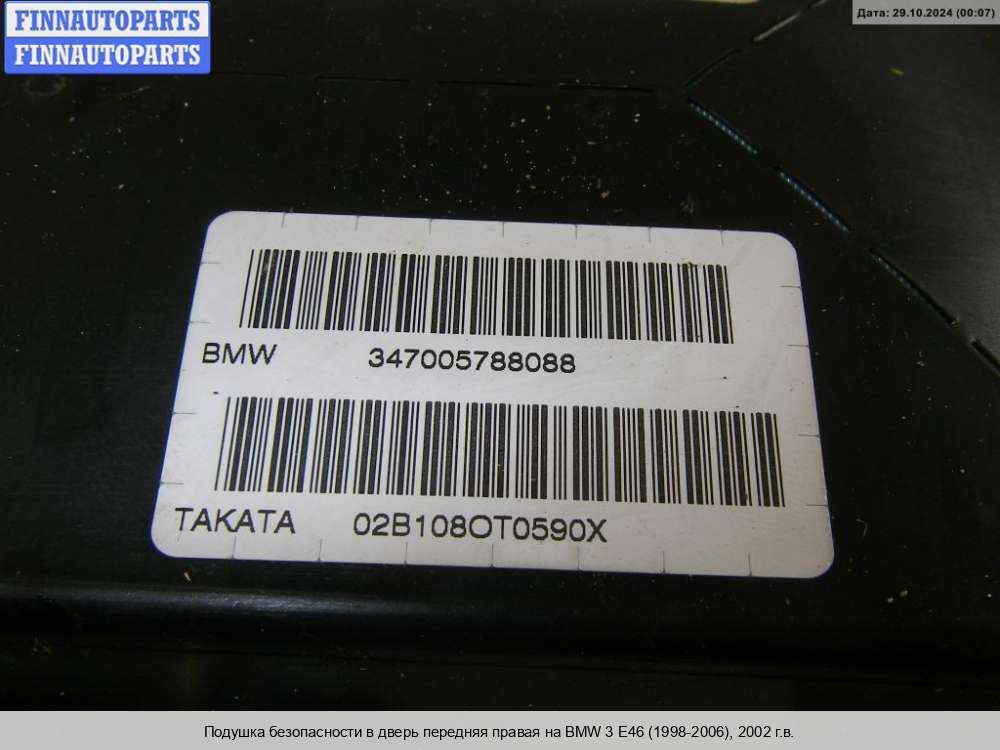 FINNAUTOPARTS
FINNAUTOPARTS
Дата: 29.10.2024 (00:07)
BMW 347005788088
TAKATA 02B108OT0590X
Подушка безопасности в дверь передняя правая на BMW 3 E46 (1998-2006), 2002 г.в.